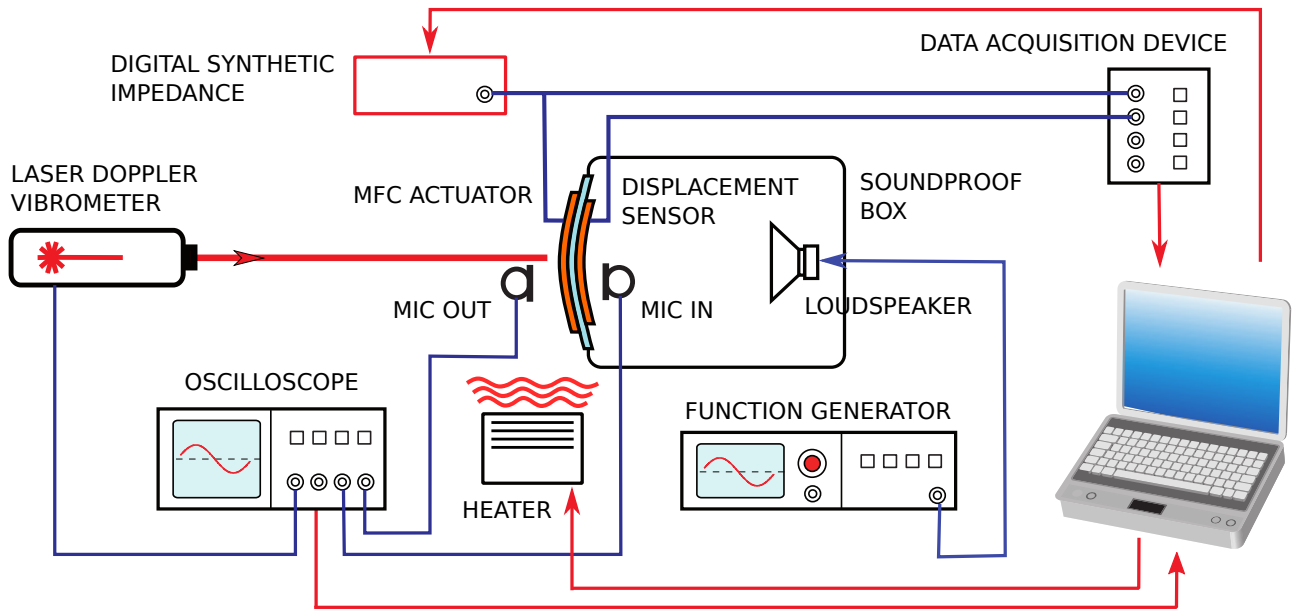 DATA ACQUISITION DEVICE
DIGITAL SYNTHETIC
IMPEDANCE
LASER DOPPLER
VIBROMETER
MFC ACTUATOR
DISPLACEMENT
SENSOR
SOUNDPROOF
BOX
MIC OUT
MIC IN
LOUDSPEAKER
OSCILLOSCOPE
FUNCTION GENERATOR
HEATER